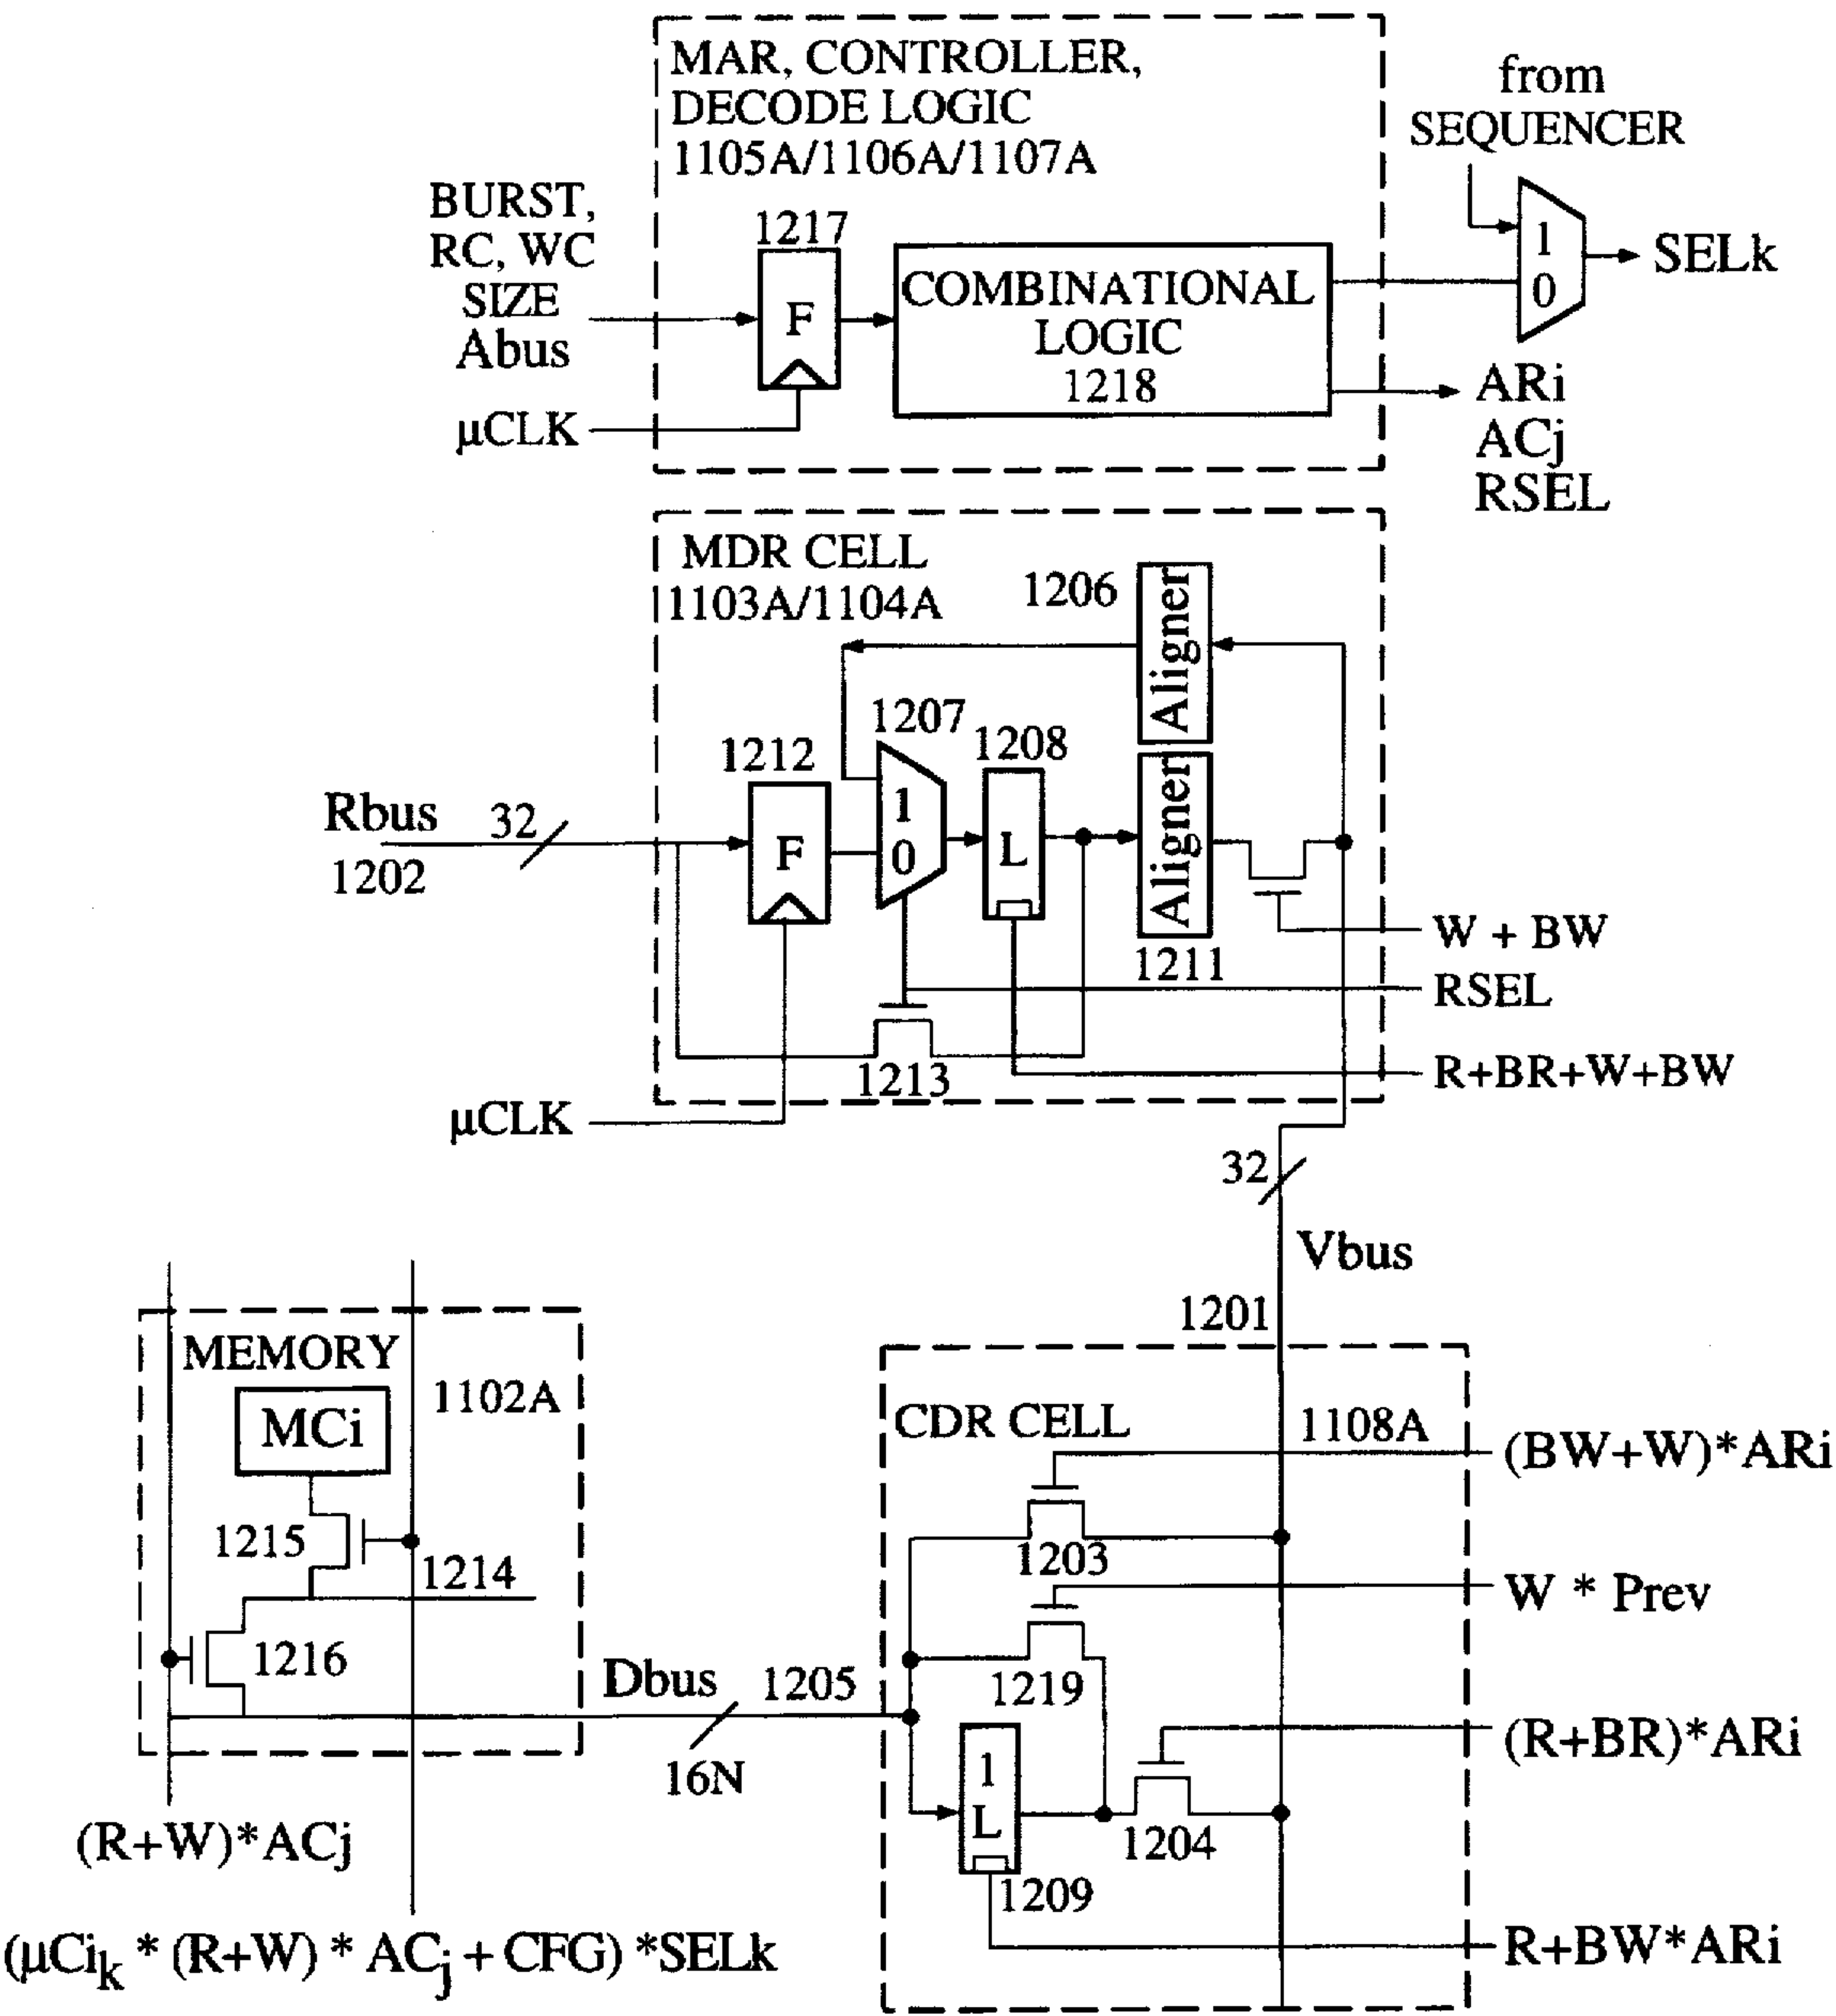 MAR, CONTROLLER,
DECODE LOGIC
1105A/1106A/1107A
from
SEQUENCER
BURST,
RC, WC
SIZE
Abus
μCLK
1217
F
COMBINATIONAL
LOGIC
1218
1
0
SELk
ARi
ACj
RSEL
MDR CELL
1103A/1104A
1206
Aligner
1207
1208
1212
Rbus
32
1202
F
1
0
L
Aligner
1211
W + BW
RSEL
1213
R+BR+W+BW
μCLK
32
Vbus
1201
MEMORY
1102A
MCi
1215
1214
1216
Dbus
1205
16N
(R+W)*ACj
(μCik * (R+W) * ACj + CFG) *SELk
CDR CELL
1108A
(BW+W)*ARi
1203
W * Prev
1219
(R+BR)*ARi
1
L
1204
1209
R+BW*ARi